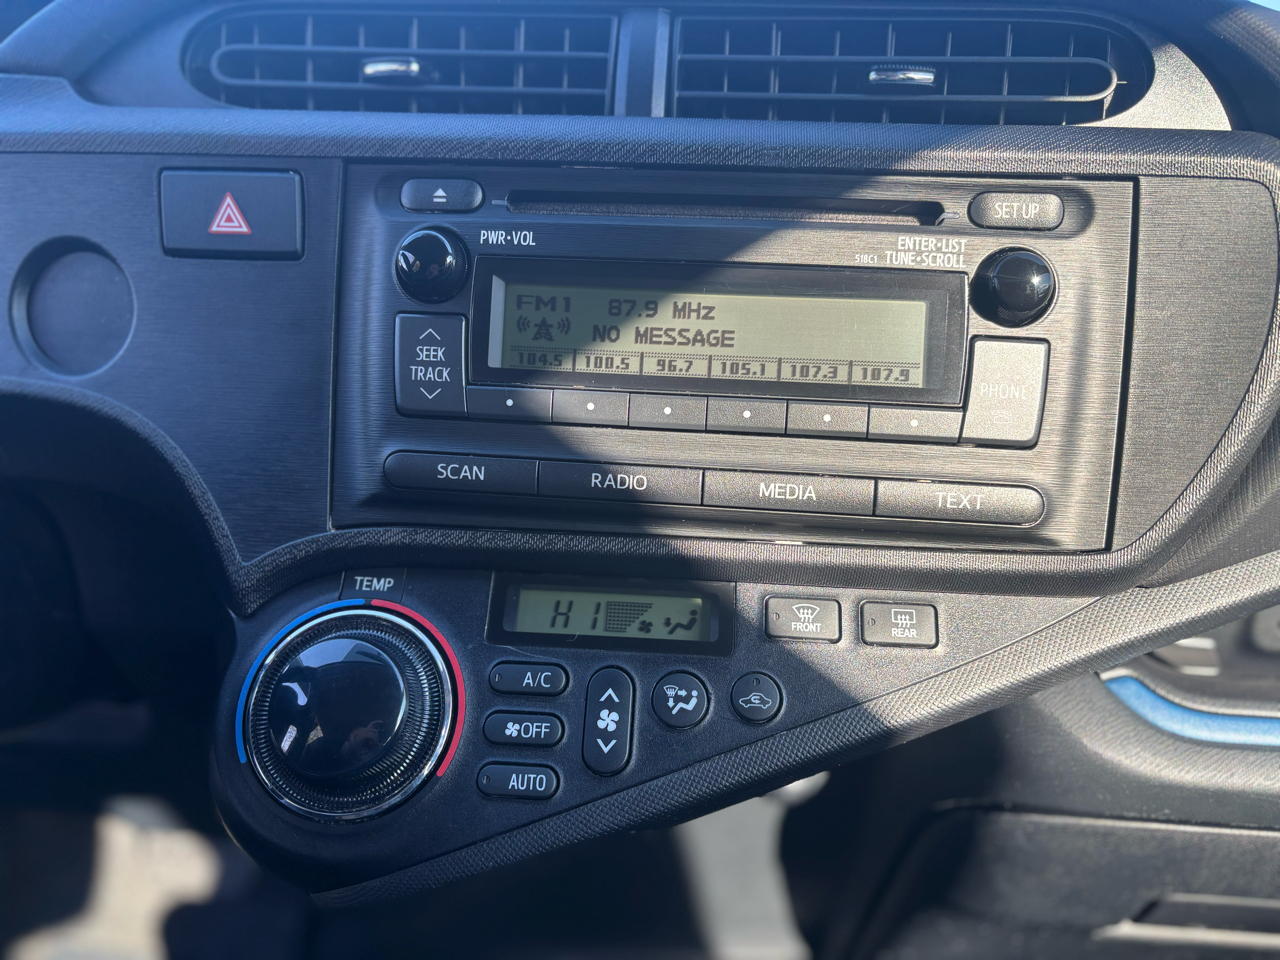 SET UP
PWR•VOL
ENTER•LIST
518C1 TUNE•SCROLL
FM1 87.9 MHz
NO MESSAGE
104.5 100.5 96.7 105.1 107.3 107.9
SEEK
TRACK
PHONE
SCAN RADIO MEDIA TEXT
TEMP
HI
FRONT
REAR
A/C
OFF
AUTO